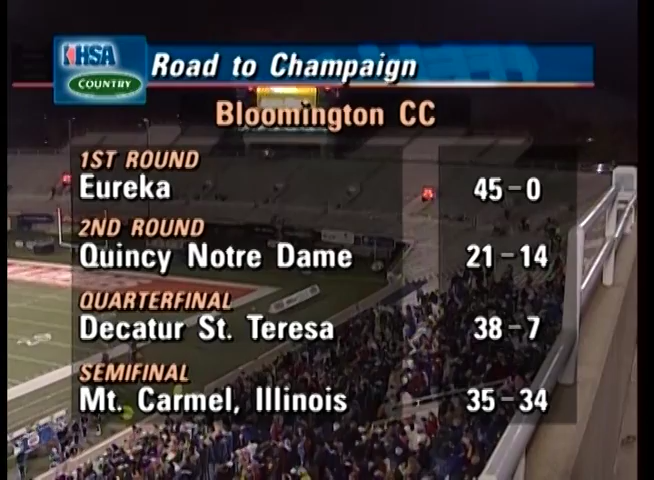 IHSA
COUNTRY
Road to Champaign
Bloomington CC
1ST ROUND
Eureka 45-0
2ND ROUND
Quincy Notre Dame 21-14
QUARTERFINAL
Decatur St. Teresa 38-7
SEMIFINAL
Mt. Carmel, Illinois 35-34